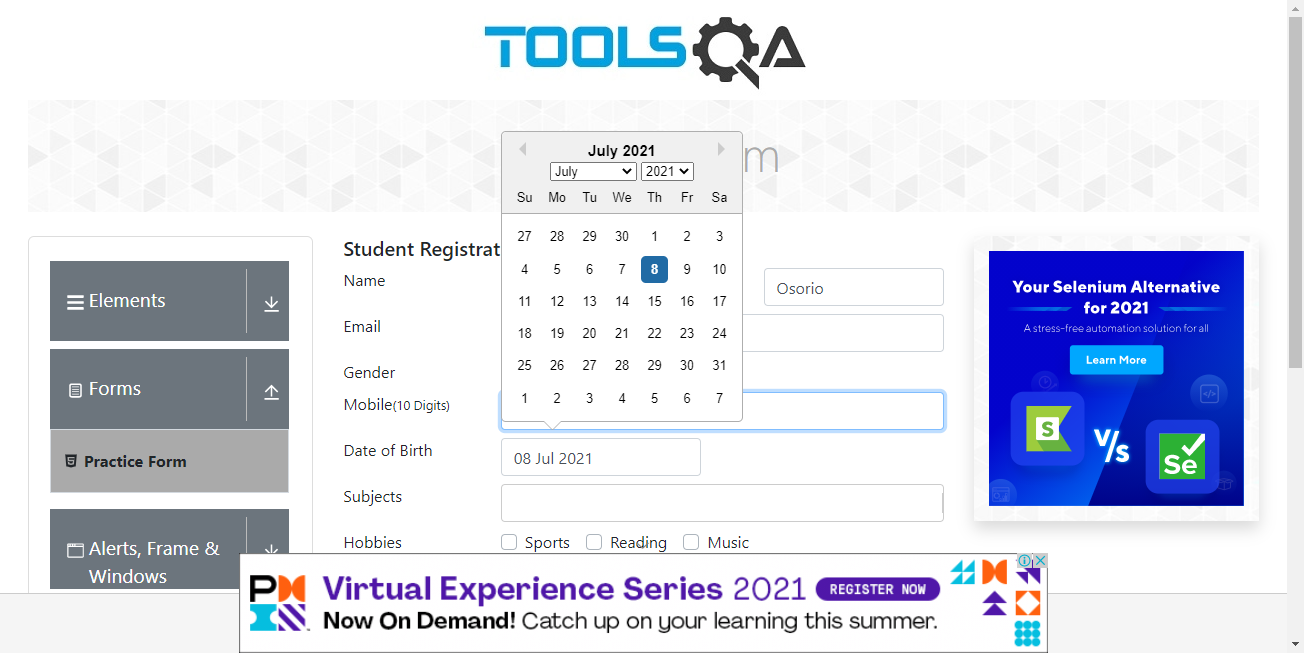 TOOLSQA
m
July 2021
July
2021
Su Mo Tu We Th Fr Sa
27 28 29 30 1 2 3
4 5 6 7 8 9 10
11 12 13 14 15 16 17
18 19 20 21 22 23 24
25 26 27 28 29 30 31
1 2 3 4 5 6 7
Elements
Forms
Practice Form
Alerts, Frame &
Windows
Student Registrat
Name
Osorio
Email
Gender
Mobile(10 Digits)
Date of Birth
08 Jul 2021
Subjects
Hobbies
Sports
Reading
Music
Your Selenium Alternative
for 2021
A stress-free automation solution for all
Learn More
S
V/s
Se
PMI
Virtual Experience Series 2021 REGISTER NOW
Now On Demand! Catch up on your learning this summer.